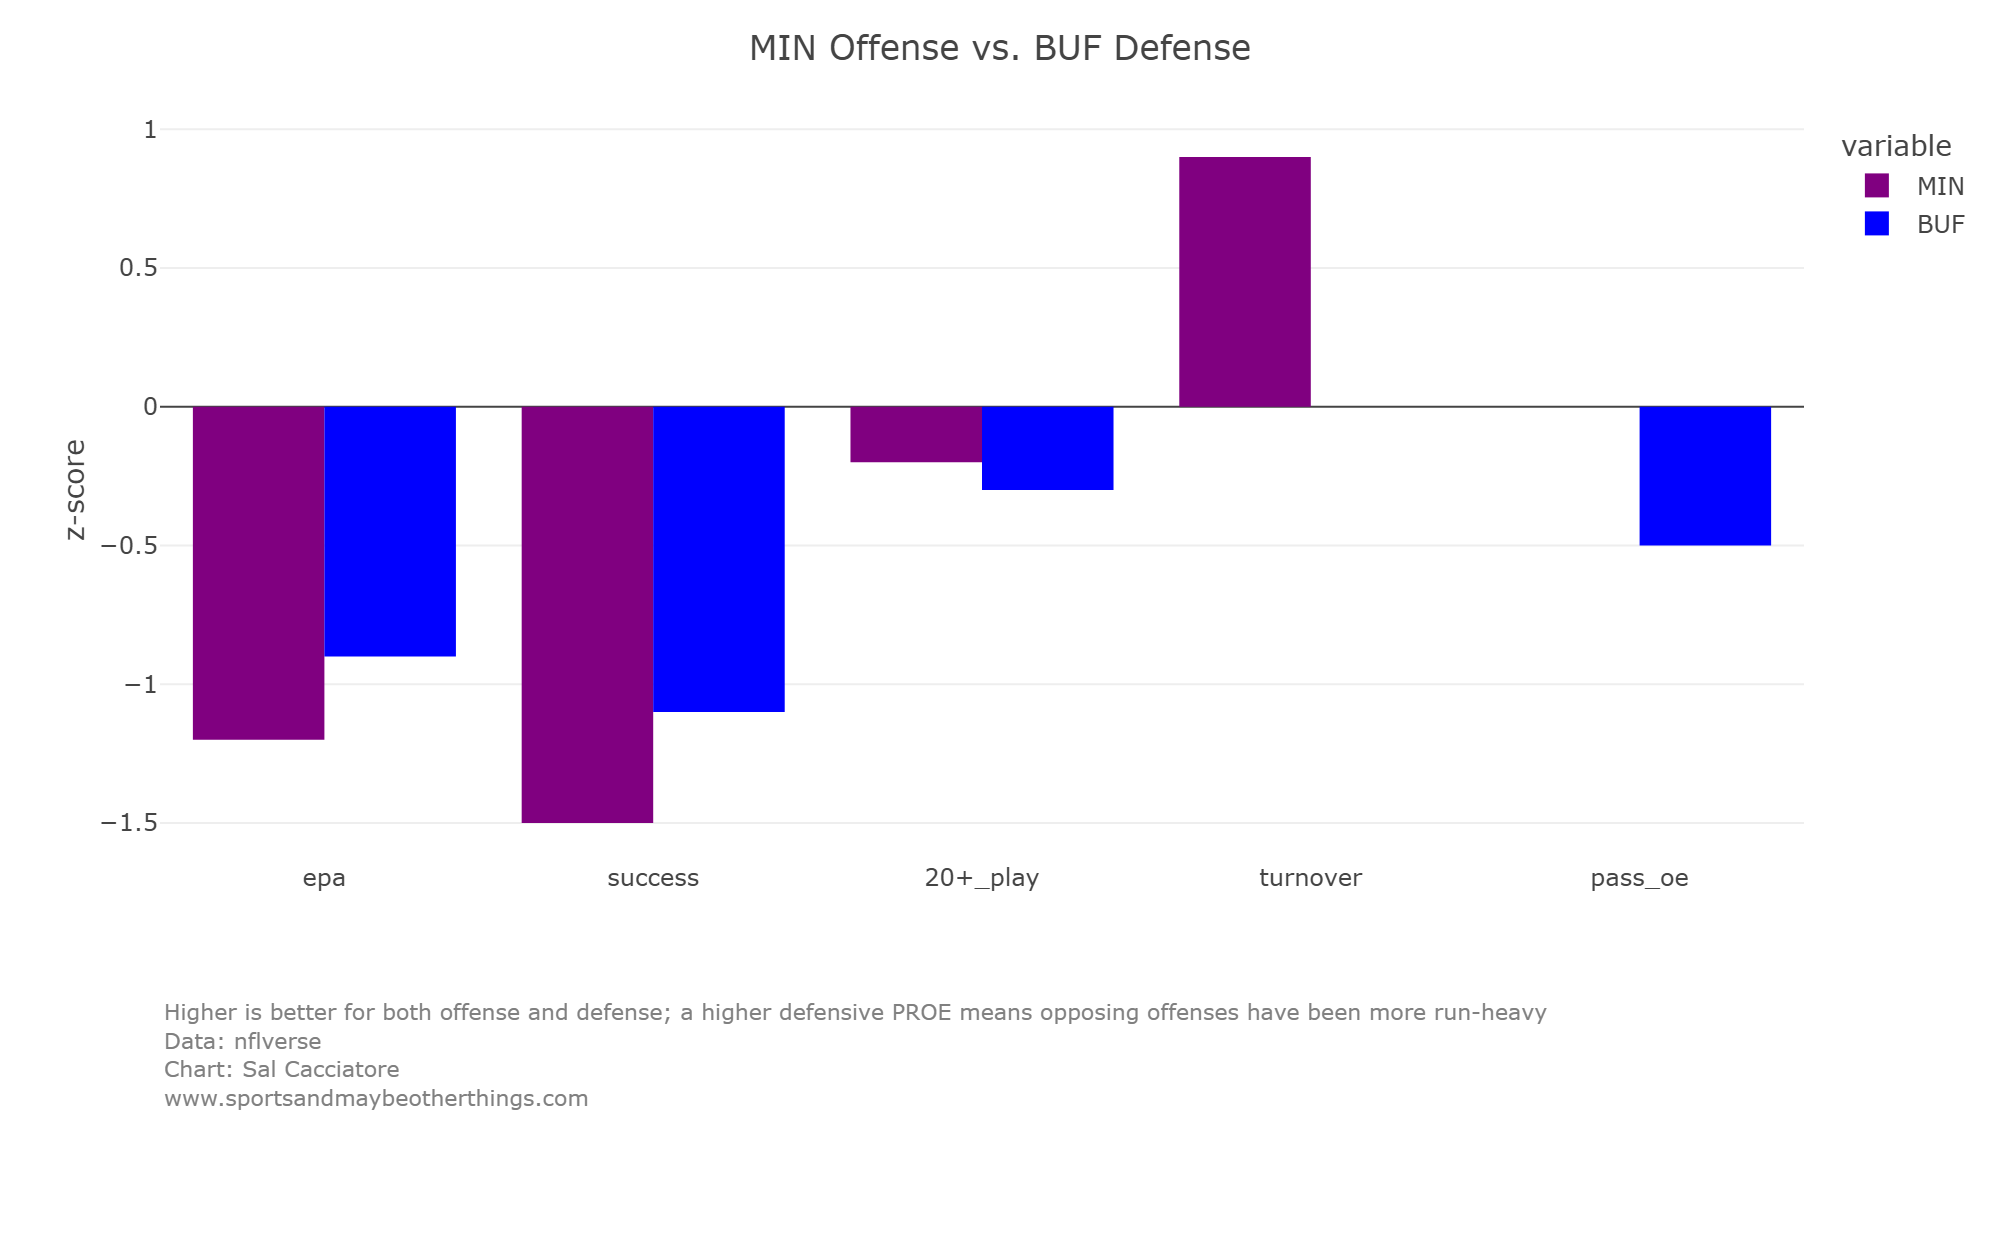 MIN Offense vs. BUF Defense
1
0.5
0
−0.5
−1
−1.5
z-score
variable
MIN
BUF
epa
success
20+_play
turnover
pass_oe
Higher is better for both offense and defense; a higher defensive PROE means opposing offenses have been more run-heavy
Data: nflverse
Chart: Sal Cacciatore
www.sportsandmaybeotherthings.com